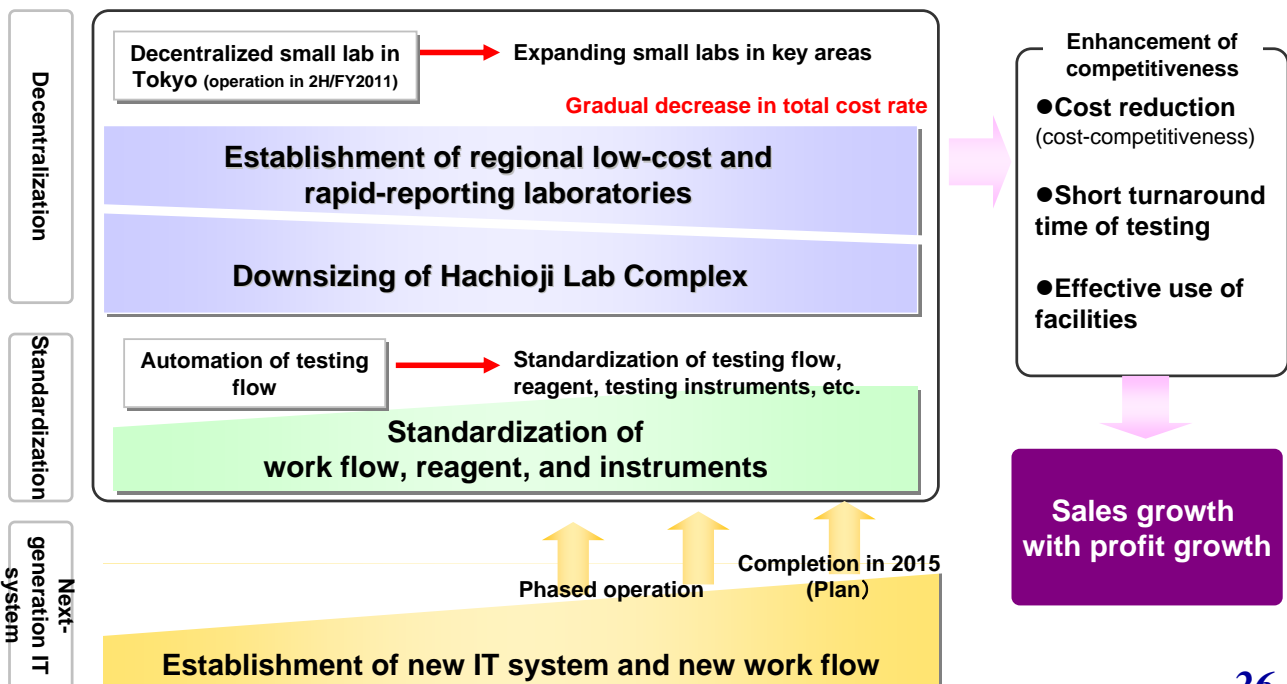 Decentralization
Decentralized small lab in
Tokyo (operation in 2H/FY2011)
Expanding small labs in key areas
Gradual decrease in total cost rate
Establishment of regional low-cost and
rapid-reporting laboratories
Downsizing of Hachioji Lab Complex
Standardization
Automation of testing
flow
Standardization of testing flow,
reagent, testing instruments, etc.
Standardization of
work flow, reagent, and instruments
Next-
generation IT
system
Phased operation
Completion in 2015
(Plan）
Establishment of new IT system and new work flow
Enhancement of
competitiveness
●Cost reduction
(cost-competitiveness)
●Short turnaround
time of testing
●Effective use of
facilities
Sales growth
with profit growth
26